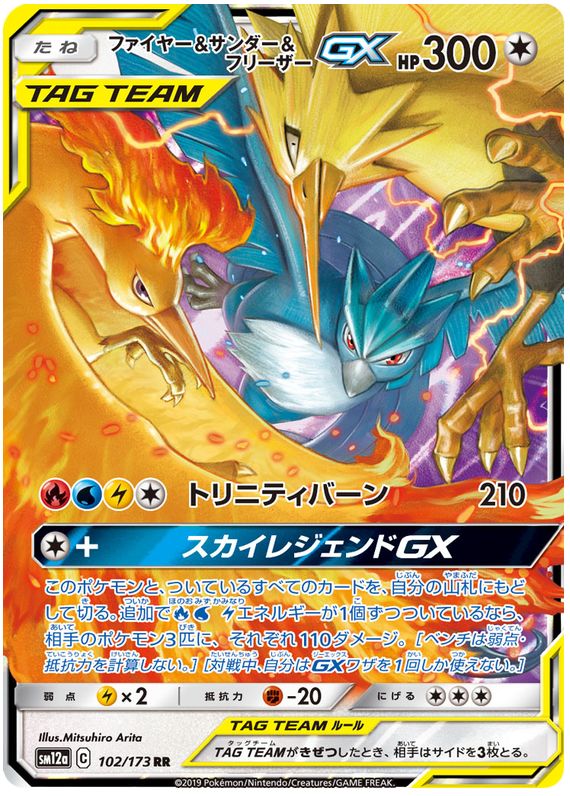 たね
ファイヤー&サンダー&
フリーザー GX HP 300
TAG TEAM
トリニティバーン 210
+ スカイレジェンドGX
このポケモンと、ついているすべてのカードを、自分の山札にもど
して切る。追加で エネルギーが1個ずつついているなら、
相手のポケモン3匹に、それぞれ110ダメージ。[ベンチは弱点・
抵抗力を計算しない。][対戦中、自分はGXワザを1回しか使えない。]
弱点 ×2 抵抗力 -20 にげる
Illus.Mitsuhiro Arita
TAG TEAM ルール
TAG TEAMがきぜつしたとき、相手はサイドを3枚とる。
sm12a C 102/173 RR
©2019 Pokémon/Nintendo/Creatures/GAME FREAK.